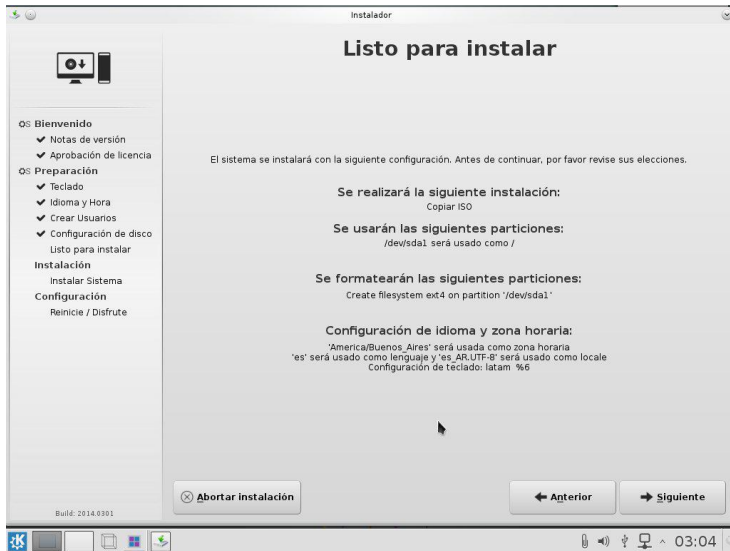 Instalador
Listo para instalar
OS Bienvenido
Notas de versión
Aprobación de licencia
OS Preparación
Teclado
Idioma y Hora
Crear Usuarios
Configuración de disco
Listo para instalar
Instalación
Instalar Sistema
Configuración
Reinicie / Disfrute
El sistema se instalará con la siguiente configuración. Antes de continuar, por favor revise sus elecciones.
Se realizará la siguiente instalación:
Copiar ISO
Se usarán las siguientes particiones:
/dev/sda1 será usado como /
Se formatearán las siguientes particiones:
Create filesystem ext4 on partition '/dev/sda1'
Configuración de idioma y zona horaria:
'America/Buenos_Aires' será usada como zona horaria
'es' será usado como lenguaje y 'es_AR.UTF-8' será usado como locale
Configuración de teclado: latam %6
Abortar instalación
Anterior
Siguiente
Build: 2014.0301
03:04